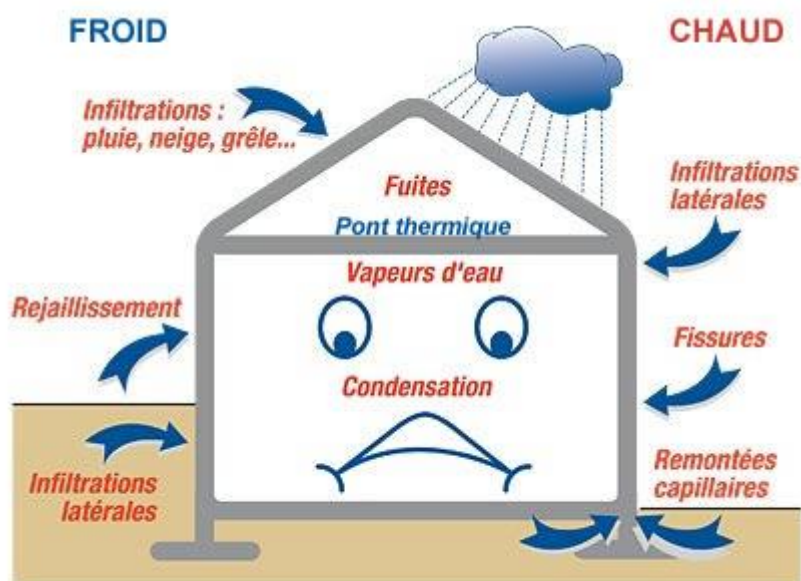 FROID
CHAUD
Infiltrations :
pluie, neige, grêle...
Fuites
Pont thermique
Infiltrations
latérales
Vapeurs d'eau
Rejaillissement
Fissures
Condensation
Infiltrations
latérales
Remontées
capillaires